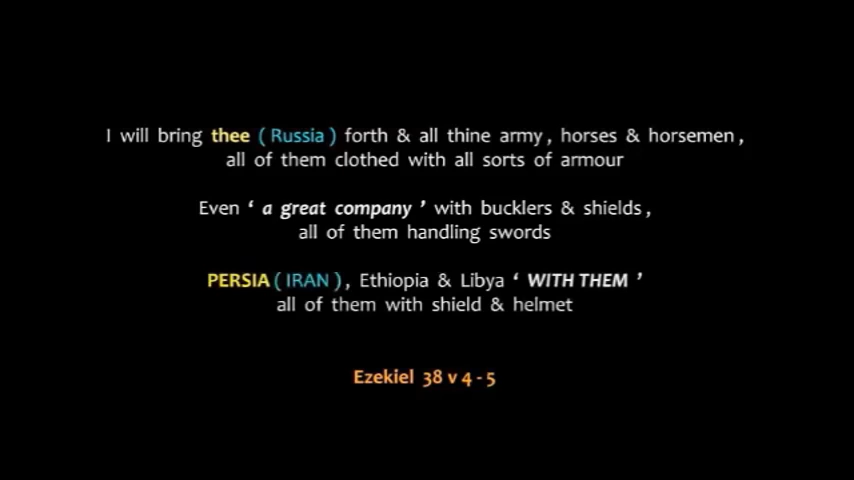 I will bring thee ( Russia ) forth & all thine army , horses & horsemen ,
all of them clothed with all sorts of armour
Even ‘ a great company ’ with bucklers & shields ,
all of them handling swords
PERSIA ( IRAN ) , Ethiopia & Libya ‘ WITH THEM ’
all of them with shield & helmet
Ezekiel 38 v 4 - 5